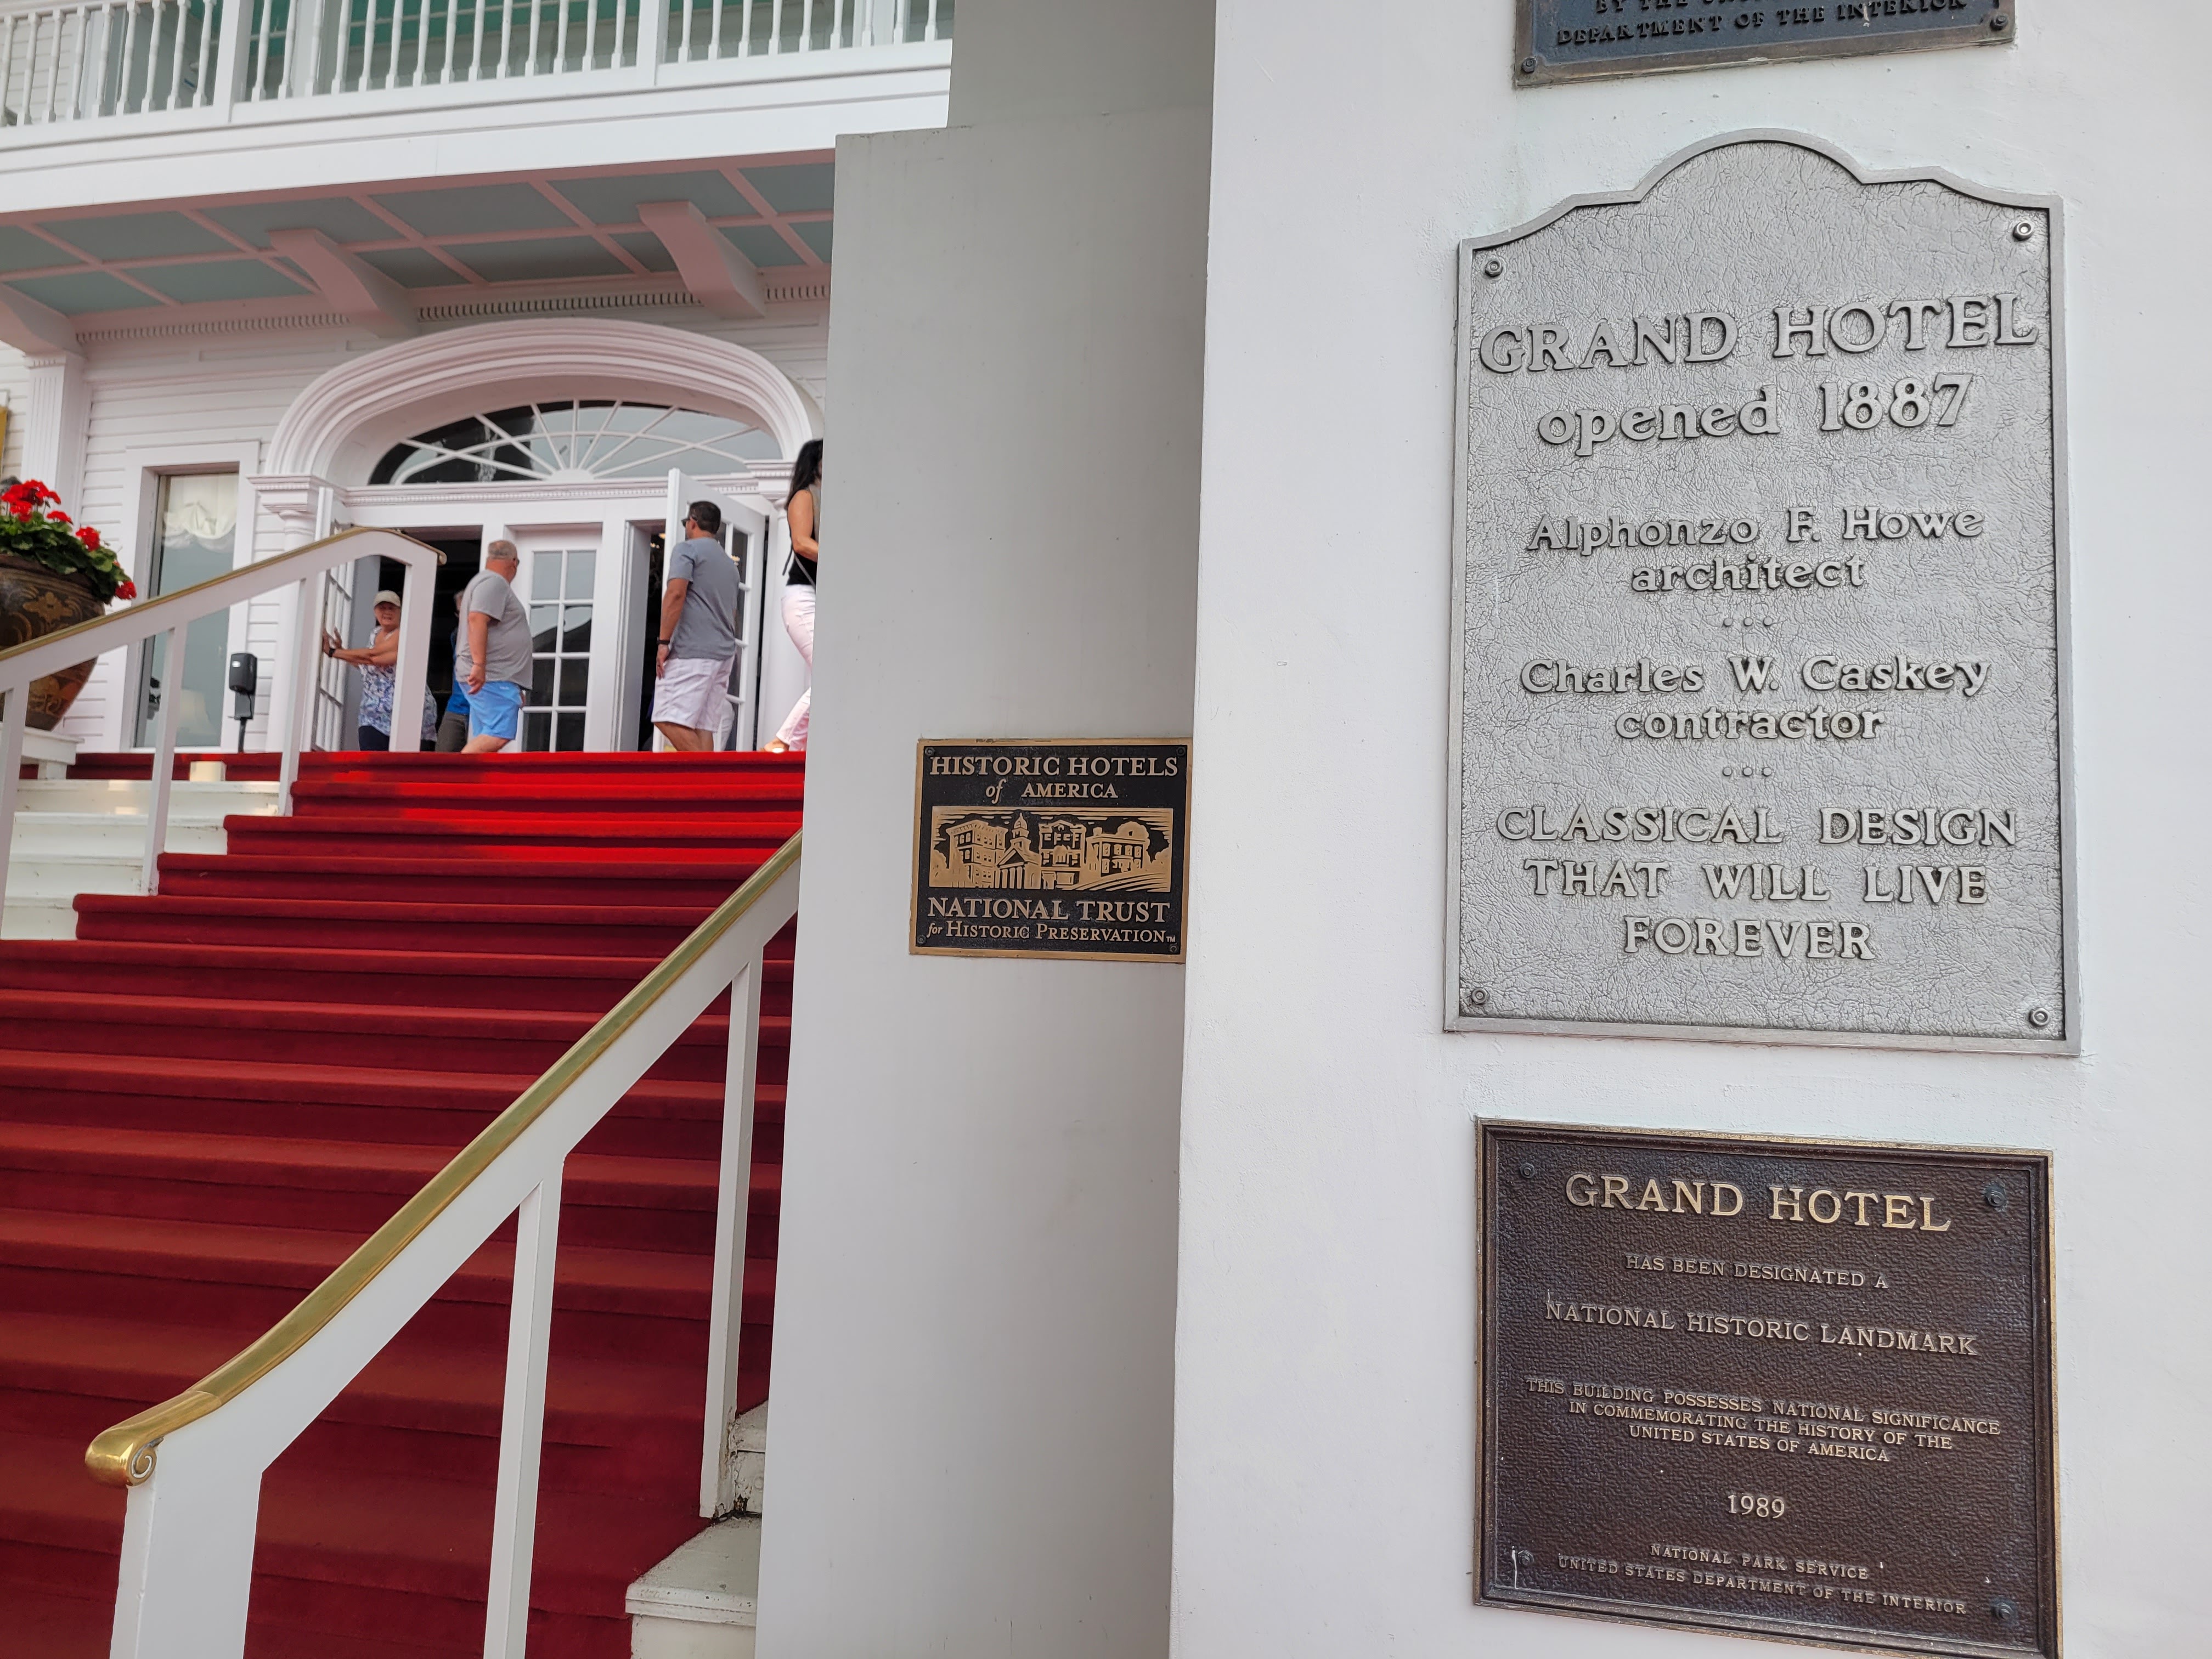 DEPARTMENT OF THE INTERIOR
GRAND HOTEL
opened 1887
Alphonzo F. Howe
architect
...
Charles W. Caskey
contractor
...
CLASSICAL DESIGN
THAT WILL LIVE
FOREVER
HISTORIC HOTELS
of AMERICA
NATIONAL TRUST
for HISTORIC PRESERVATION™
GRAND HOTEL
HAS BEEN DESIGNATED A
NATIONAL HISTORIC LANDMARK
THIS BUILDING POSSESSES NATIONAL SIGNIFICANCE
IN COMMEMORATING THE HISTORY OF THE
UNITED STATES OF AMERICA
1989
NATIONAL PARK SERVICE
UNITED STATES DEPARTMENT OF THE INTERIOR